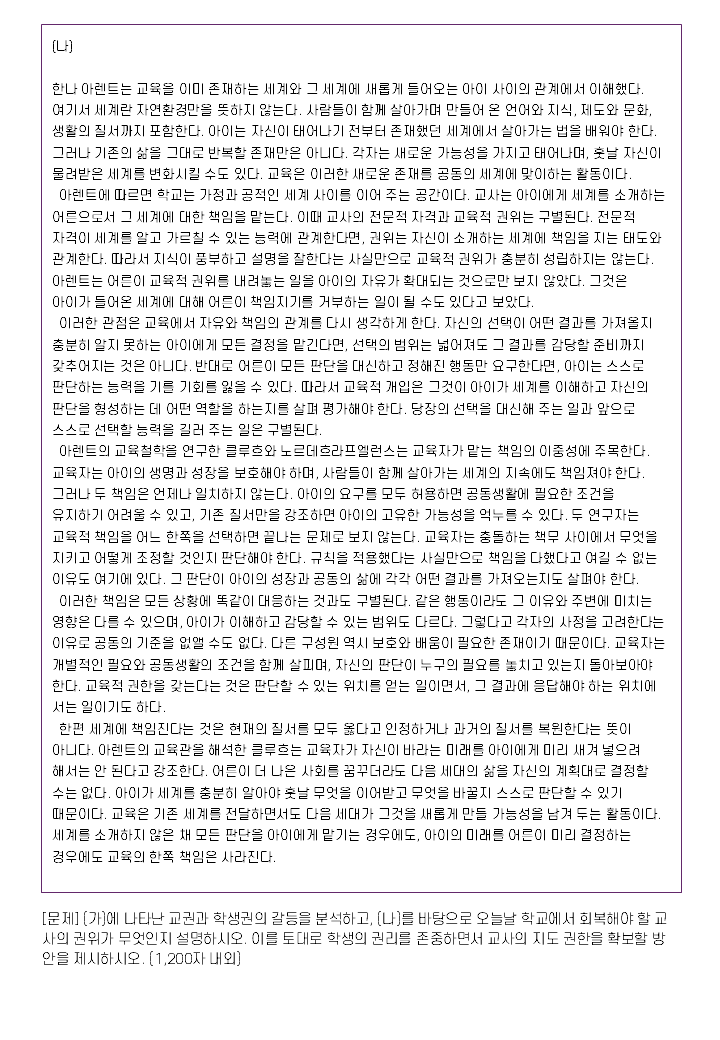 (나)
한나 아렌트는 교육을 이미 존재하는 세계와 그 세계에 새롭게 들어오는 아이 사이의 관계에서 이해했다.
여기서 세계란 자연환경만을 뜻하지 않는다. 사람들이 함께 살아가며 만들어 온 언어와 지식, 제도와 문화,
생활의 질서까지 포함한다. 아이는 자신이 태어나기 전부터 존재했던 세계에서 살아가는 법을 배워야 한다.
그러나 기존의 삶을 그대로 반복할 존재만은 아니다. 각자는 새로운 가능성을 가지고 태어나며, 훗날 자신이
물려받은 세계를 변화시킬 수도 있다. 교육은 이러한 새로운 존재를 공동의 세계에 맞이하는 활동이다.
아렌트에 따르면 학교는 가정과 공적인 세계 사이를 이어 주는 공간이다. 교사는 아이에게 세계를 소개하는
어른으로서 그 세계에 대한 책임을 맡는다. 이때 교사의 전문적 자격과 교육적 권위는 구별된다. 전문적
자격이 세계를 알고 가르칠 수 있는 능력에 관계한다면, 권위는 자신이 소개하는 세계에 책임을 지는 태도와
관계한다. 따라서 지식이 풍부하고 설명을 잘한다는 사실만으로 교육적 권위가 충분히 성립하지는 않는다.
아렌트는 어른이 교육적 권위를 내려놓는 일을 아이의 자유가 확대되는 것으로만 보지 않았다. 그것은
아이가 들어온 세계에 대해 어른이 책임지기를 거부하는 일이 될 수도 있다고 보았다.
이러한 관점은 교육에서 자유와 책임의 관계를 다시 생각하게 한다. 자신의 선택이 어떤 결과를 가져올지
충분히 알지 못하는 아이에게 모든 결정을 맡긴다면, 선택의 범위는 넓어져도 그 결과를 감당할 준비까지
갖추어지는 것은 아니다. 반대로 어른이 모든 판단을 대신하고 정해진 행동만 요구한다면, 아이는 스스로
판단하는 능력을 기를 기회를 잃을 수 있다. 따라서 교육적 개입은 그것이 아이가 세계를 이해하고 자신의
판단을 형성하는 데 어떤 역할을 하는지를 살펴 평가해야 한다. 당장의 선택을 대신해 주는 일과 앞으로
스스로 선택할 능력을 길러 주는 일은 구별된다.
아렌트의 교육철학을 연구한 클루흐와 노르데흐라프엘런스는 교육자가 맡는 책임의 이중성에 주목한다.
교육자는 아이의 생명과 성장을 보호해야 하며, 사람들이 함께 살아가는 세계의 지속에도 책임져야 한다.
그러나 두 책임은 언제나 일치하지 않는다. 아이의 요구를 모두 허용하면 공동생활에 필요한 조건을
유지하기 어려울 수 있고, 기존 질서만을 강조하면 아이의 고유한 가능성을 억누를 수 있다. 두 연구자는
교육적 책임을 어느 한쪽을 선택하면 끝나는 문제로 보지 않는다. 교육자는 충돌하는 책무 사이에서 무엇을
지키고 어떻게 조정할 것인지 판단해야 한다. 규칙을 적용했다는 사실만으로 책임을 다했다고 여길 수 없는
이유도 여기에 있다. 그 판단이 아이의 성장과 공동의 삶에 각각 어떤 결과를 가져오는지도 살펴야 한다.
이러한 책임은 모든 상황에 똑같이 대응하는 것과도 구별된다. 같은 행동이라도 그 이유와 주변에 미치는
영향은 다를 수 있으며, 아이가 이해하고 감당할 수 있는 범위도 다르다. 그렇다고 각자의 사정을 고려한다는
이유로 공동의 기준을 없앨 수도 없다. 다른 구성원 역시 보호와 배움이 필요한 존재이기 때문이다. 교육자는
개별적인 필요와 공동생활의 조건을 함께 살피며, 자신의 판단이 누구의 필요를 놓치고 있는지 돌아보아야
한다. 교육적 권한을 갖는다는 것은 판단할 수 있는 위치를 얻는 일이면서, 그 결과에 응답해야 하는 위치에
서는 일이기도 하다.
한편 세계에 책임진다는 것은 현재의 질서를 모두 옳다고 인정하거나 과거의 질서를 복원한다는 뜻이
아니다. 아렌트의 교육관을 해석한 클루흐는 교육자가 자신이 바라는 미래를 아이에게 미리 새겨 넣으려
해서는 안 된다고 강조한다. 어른이 더 나은 사회를 꿈꾸더라도 다음 세대의 삶을 자신의 계획대로 결정할
수는 없다. 아이가 세계를 충분히 알아야 훗날 무엇을 이어받고 무엇을 바꿀지 스스로 판단할 수 있기
때문이다. 교육은 기존 세계를 전달하면서도 다음 세대가 그것을 새롭게 만들 가능성을 남겨 두는 활동이다.
세계를 소개하지 않은 채 모든 판단을 아이에게 맡기는 경우에도, 아이의 미래를 어른이 미리 결정하는
경우에도 교육의 한쪽 책임은 사라진다.
[문제] (가)에 나타난 교권과 학생권의 갈등을 분석하고, (나)를 바탕으로 오늘날 학교에서 회복해야 할 교
사의 권위가 무엇인지 설명하시오. 이를 토대로 학생의 권리를 존중하면서 교사의 지도 권한을 확보할 방
안을 제시하시오. (1,200자 내외)